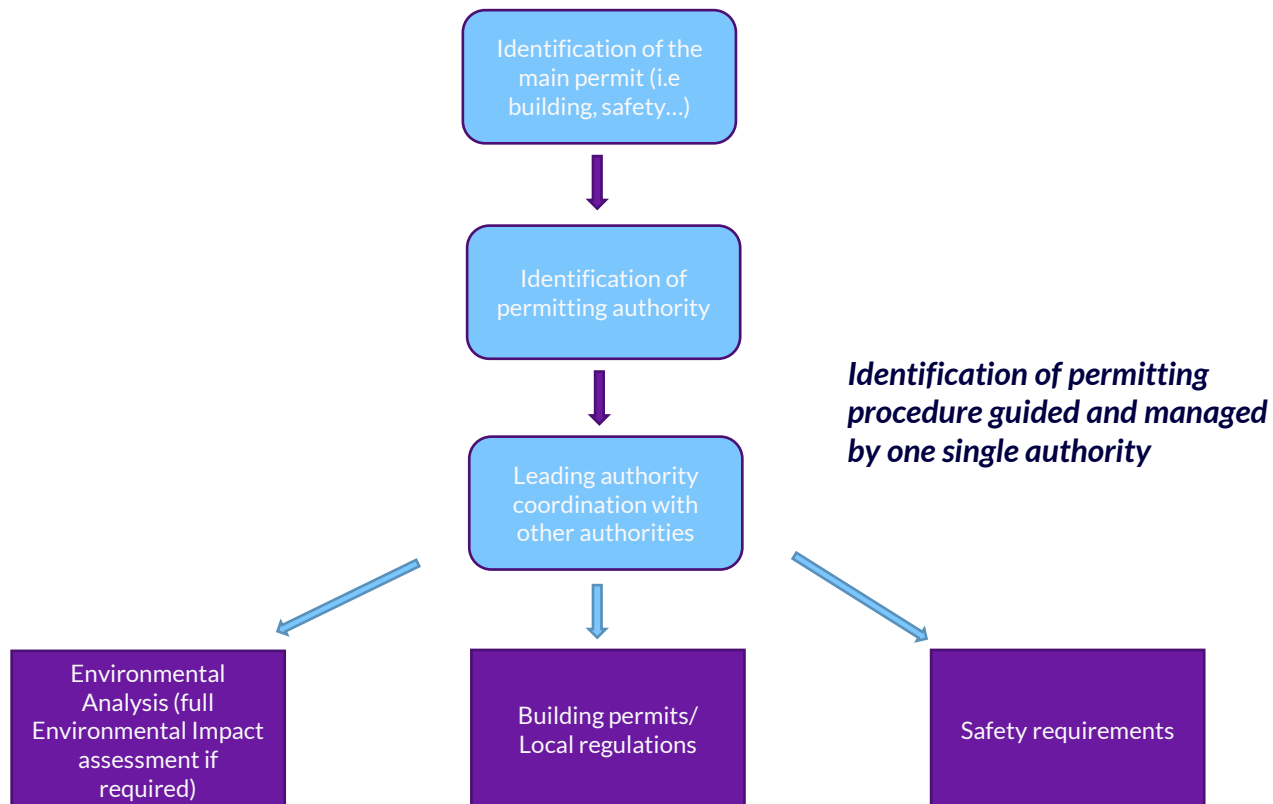 Identification of the
main permit (i.e
building, safety...)
Identification of
permitting authority
Identification of permitting
procedure guided and managed
by one single authority
Leading authority
coordination with
other authorities
Environmental
Analysis (full
Environmental Impact
assessment if
required)
Building permits/
Local regulations
Safety requirements